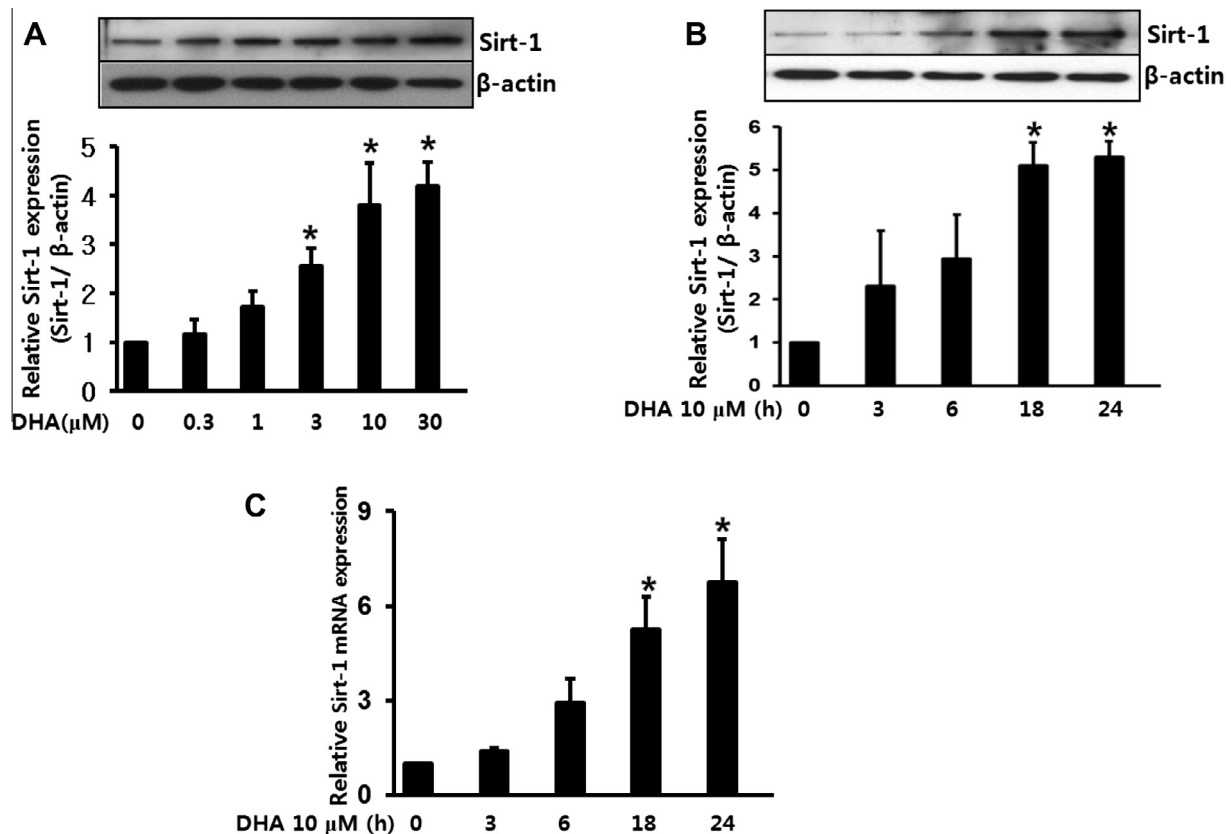 A
Sirt-1
β-actin
Relative Sirt-1 expression
(Sirt-1/ β-actin)
5
4
3
2
1
0
* * *
DHA(μM) 0 0.3 1 3 10 30
B
Sirt-1
β-actin
Relative Sirt-1 expression
(Sirt-1/ β-actin)
6
5
4
3
2
1
0
* *
DHA 10 μM (h) 0 3 6 18 24
C
Relative Sirt-1 mRNA expression
9
6
3
0
* *
DHA 10 μM (h) 0 3 6 18 24